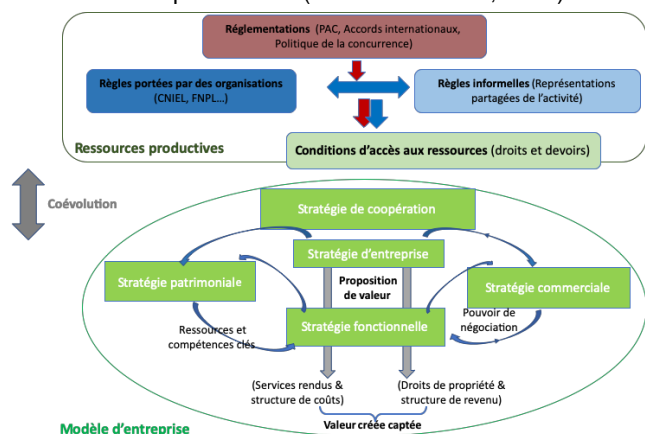 Réglementations (PAC, Accords internationaux,
Politique de la concurrence)
Règles portées par des organisations
(CNIEL, FNPL…)
Règles informelles (Représentations
partagées de l'activité)
Ressources productives
Conditions d'accès aux ressources (droits et devoirs)
Coévolution
Stratégie de coopération
Stratégie d'entreprise
Stratégie patrimoniale
Proposition
de valeur
Stratégie commerciale
Stratégie fonctionnelle
Ressources et
compétences clés
Pouvoir de
négociation
(Services rendus &
structure de coûts)
(Droits de propriété &
structure de revenu)
Valeur créée captée
Modèle d'entreprise